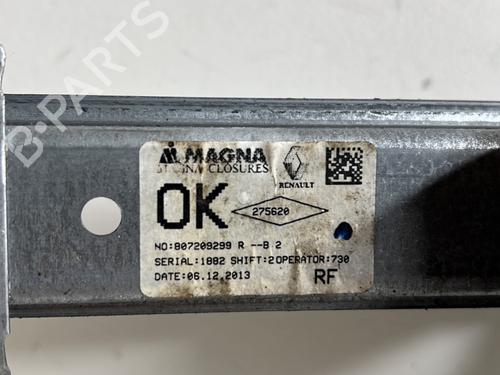 B-PARTS
MAGNA
MAGNA CLOSURES
RENAULT
OK
275620
NO:807209299 R --B 2
SERIAL:1882 SHIFT:2OPERATOR:730
DATE:06.12.2013
RF